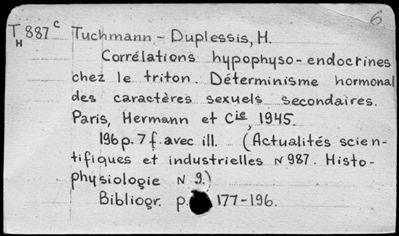 6
T 887 c Tuchmann - Duplessis, H.
H
Corrélations hypophyso-endocrines
chez le triton. Déterminisme hormonal
des caractères sexuels secondaires.
Paris, Hermann et Cie, 1945.
196 p. 7 f. avec ill. (Actualités scien-
tifiques et industrielles N 987. Histo-
physiologie N 9.)
Bibliogr. p. 177-196.